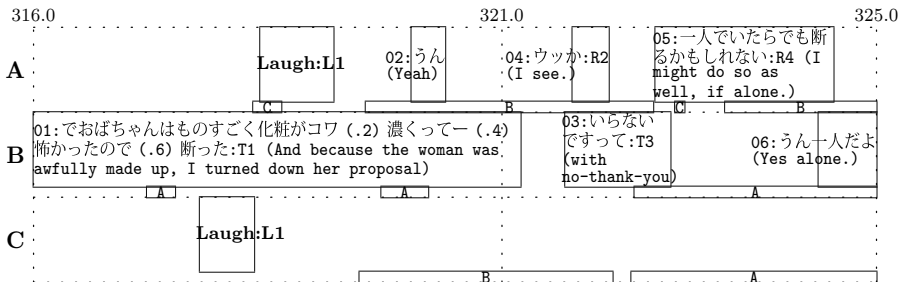 316.0 321.0 325.0
A
Laugh:L1
02:うん
(Yeah)
04:ウッか:R2
(I see.)
05:一人でいたらでも断
るかもしれない:R4 (I
might do so as
well, if alone.)
C B C B
B
01:でおばちゃんはものすごく化粧がコワ (.2) 濃くってー (.4)
怖かったので (.6) 断った:T1 (And because the woman was
awfully made up, I turned down her proposal)
03:いらない
ですって:T3
(with
no-thank-you)
06:うん一人だよ
(Yes alone.)
A A A
C
Laugh:L1
B A